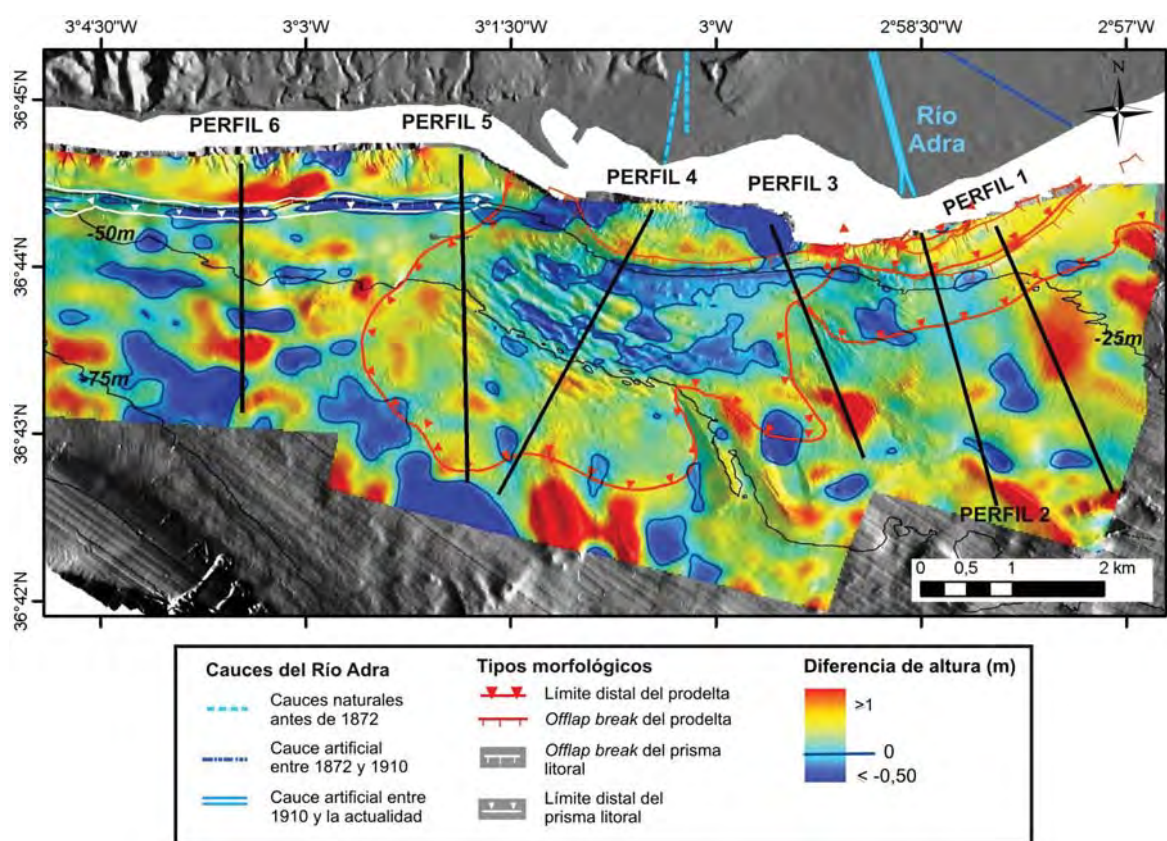 3°4'30"W 3°3'W 3°1'30"W 3°W 2°58'30"W 2°57'W
36°45'N
36°44'N
36°43'N
36°42'N
N
Río
Adra
PERFIL 6
PERFIL 5
PERFIL 4
PERFIL 3
PERFIL 1
-50m
-25m
-75m
PERFIL 2
0 0,5 1 2 km
Cauces del Río Adra
Cauces naturales
antes de 1872
Cauce artificial
entre 1872 y 1910
Cauce artificial entre
1910 y la actualidad
Tipos morfológicos
Límite distal del prodelta
Offlap break del prodelta
Offlap break del prisma
litoral
Límite distal del
prisma litoral
Diferencia de altura (m)
>1
0
< -0,50